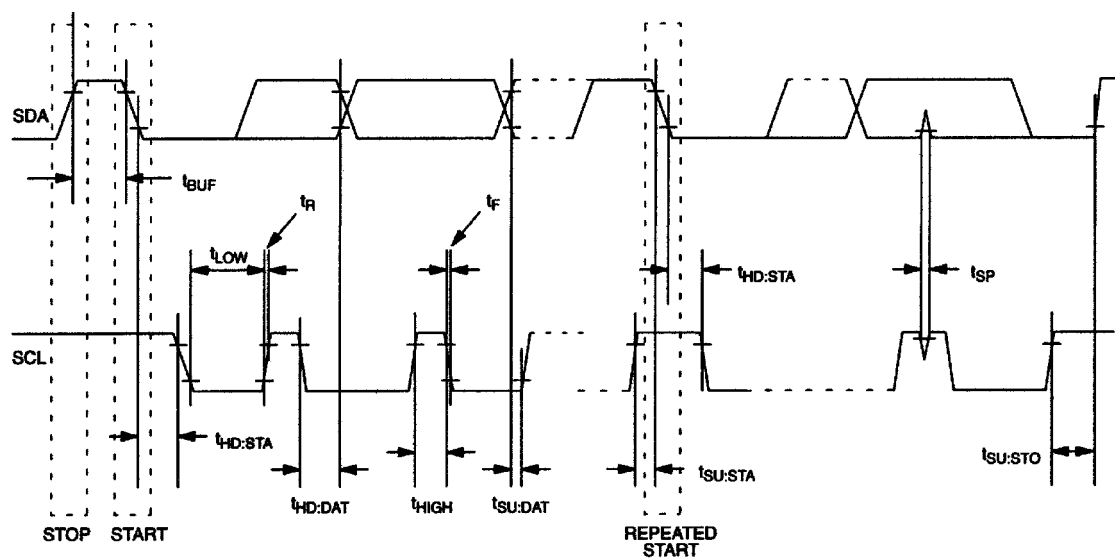 SDA
tBUF
tR
tF
tLOW
tHD:STA
tSP
SCL
tHD:STA
tSU:STA
tSU:STO
tHD:DAT
tHIGH
tSU:DAT
STOP
START
REPEATED
START